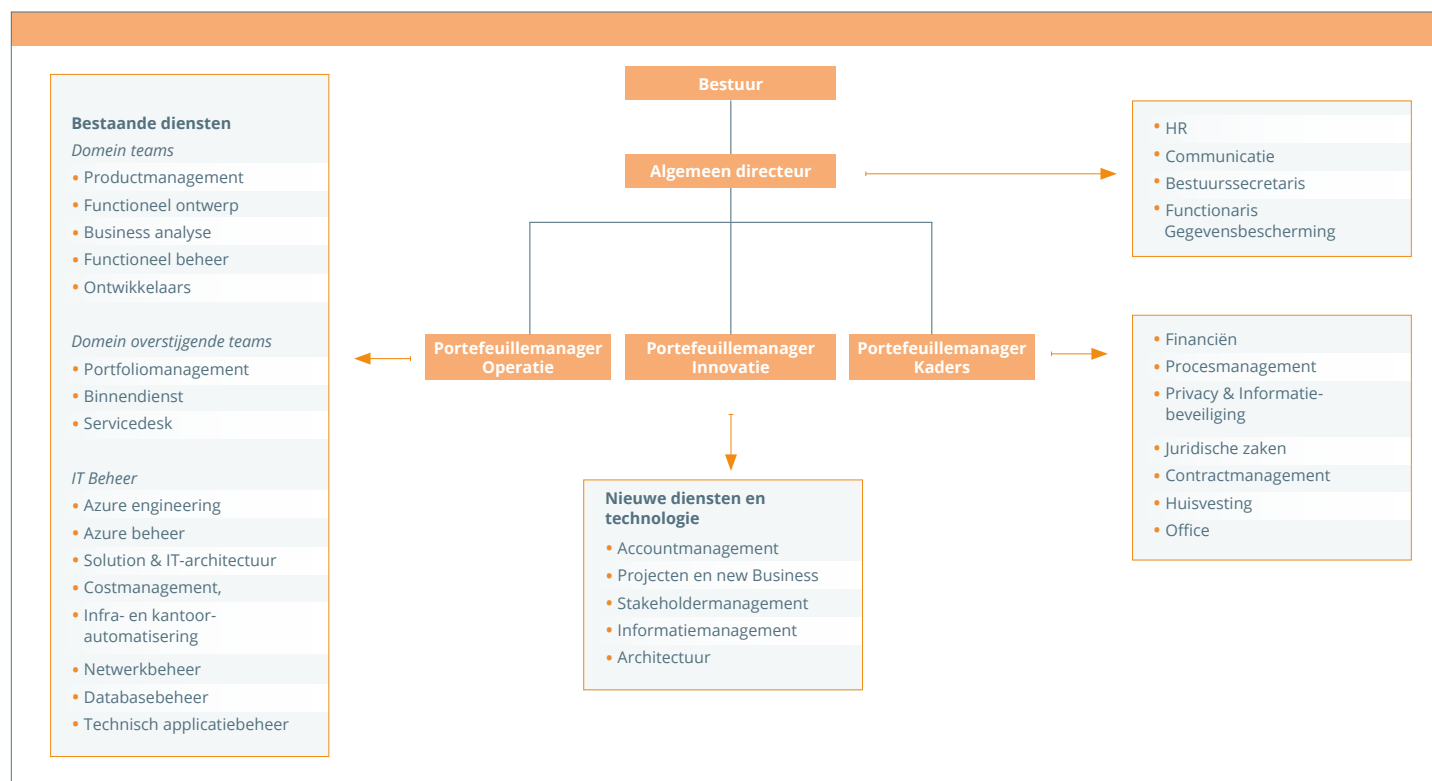 Bestuur
Algemeen directeur
Portefeuillemanager
Operatie
Portefeuillemanager
Innovatie
Portefeuillemanager
Kaders
Bestaande diensten
Domein teams
• Productmanagement
• Functioneel ontwerp
• Business analyse
• Functioneel beheer
• Ontwikkelaars
Domein overstijgende teams
• Portfoliomanagement
• Binnendienst
• Servicedesk
IT Beheer
• Azure engineering
• Azure beheer
• Solution & IT-architectuur
• Costmanagement,
• Infra- en kantoor-
automatisering
• Netwerkbeheer
• Databasebeheer
• Technisch applicatiebeheer
Nieuwe diensten en
technologie
• Accountmanagement
• Projecten en new Business
• Stakeholdermanagement
• Informatiemanagement
• Architectuur
• HR
• Communicatie
• Bestuurssecretaris
• Functionaris
Gegevensbescherming
• Financiën
• Procesmanagement
• Privacy & Informatie-
beveiliging
• Juridische zaken
• Contractmanagement
• Huisvesting
• Office